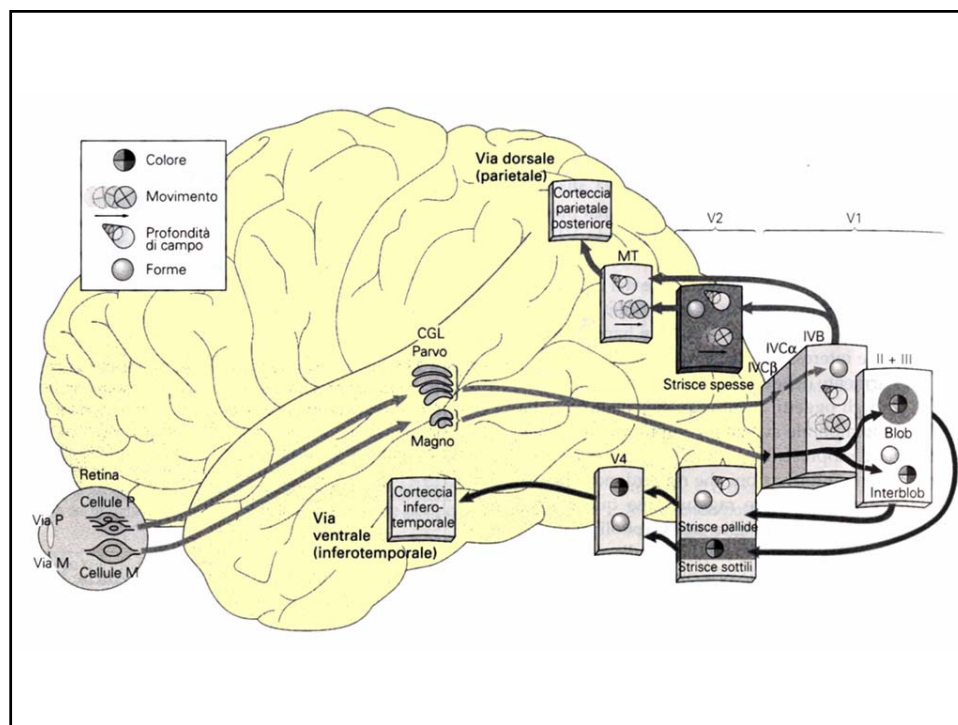 Colore
Movimento
Profondità
di campo
Forme
Via dorsale
(parietale)
Corteccia
parietale
posteriore
V2
V1
MT
Strisce spesse
IVCβ
IVCα
IVB
II + III
Blob
Interblob
CGL
Parvo
Magno
Retina
Cellule P
Via P
Via M
Cellule M
Via
ventrale
(inferotemporale)
Corteccia
infero-
temporale
V4
Strisce pallide
Strisce sottili